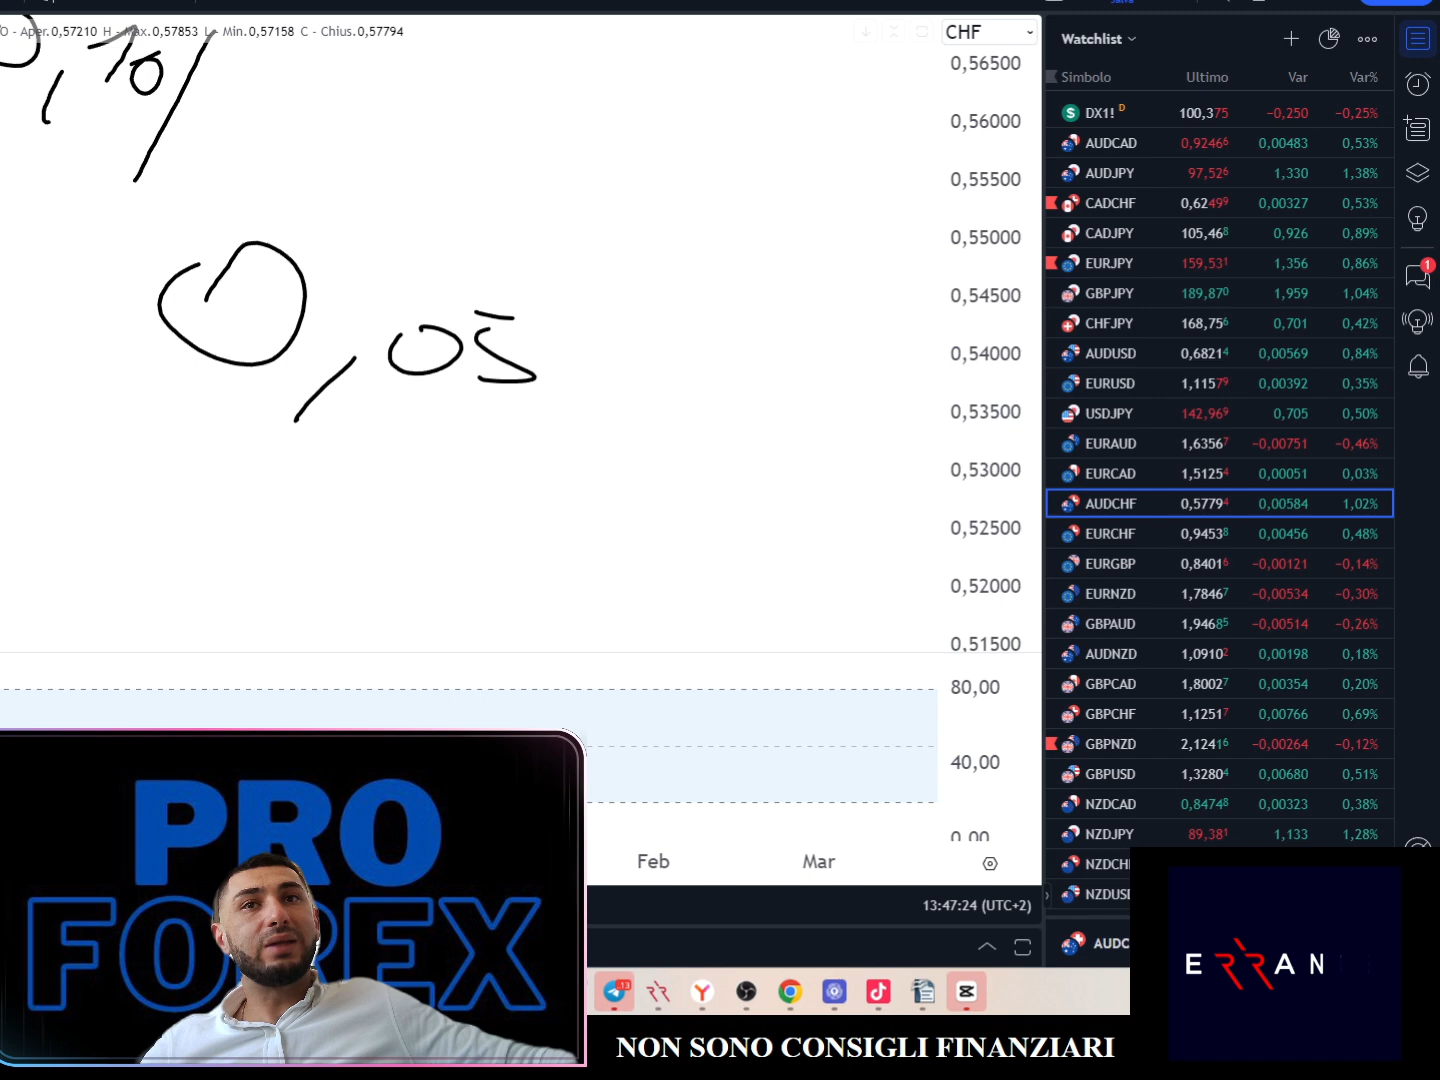 O - Aper.0,57210 H - Max.0,57853 L - Min.0,57158 C - Chius.0,57794
CHF
0,10/
0,05
0,56500
0,56000
0,55500
0,55000
0,54500
0,54000
0,53500
0,53000
0,52500
0,52000
0,51500
80,00
40,00
0,00
Feb Mar
13:47:24 (UTC+2)
Salva
Watchlist
Simbolo Ultimo Var Var%
DX1! D 100,375 −0,250 −0,25%
AUDCAD 0,92466 0,00483 0,53%
AUDJPY 97,526 1,330 1,38%
CADCHF 0,62499 0,00327 0,53%
CADJPY 105,468 0,926 0,89%
EURJPY 159,531 1,356 0,86%
GBPJPY 189,870 1,959 1,04%
CHFJPY 168,756 0,701 0,42%
AUDUSD 0,68214 0,00569 0,84%
EURUSD 1,11579 0,00392 0,35%
USDJPY 142,969 0,705 0,50%
EURAUD 1,63567 −0,00751 −0,46%
EURCAD 1,51254 0,00051 0,03%
AUDCHF 0,57794 0,00584 1,02%
EURCHF 0,94538 0,00456 0,48%
EURGBP 0,84016 −0,00121 −0,14%
EURNZD 1,78467 −0,00534 −0,30%
GBPAUD 1,94685 −0,00514 −0,26%
AUDNZD 1,09102 0,00198 0,18%
GBPCAD 1,80027 0,00354 0,20%
GBPCHF 1,12517 0,00766 0,69%
GBPNZD 2,12416 −0,00264 −0,12%
GBPUSD 1,32804 0,00680 0,51%
NZDCAD 0,84748 0,00323 0,38%
NZDJPY 89,381 1,133 1,28%
NZDCH
NZDUS
AUDC
1
13
PRO
FOREX
ERRAN
NON SONO CONSIGLI FINANZIARI